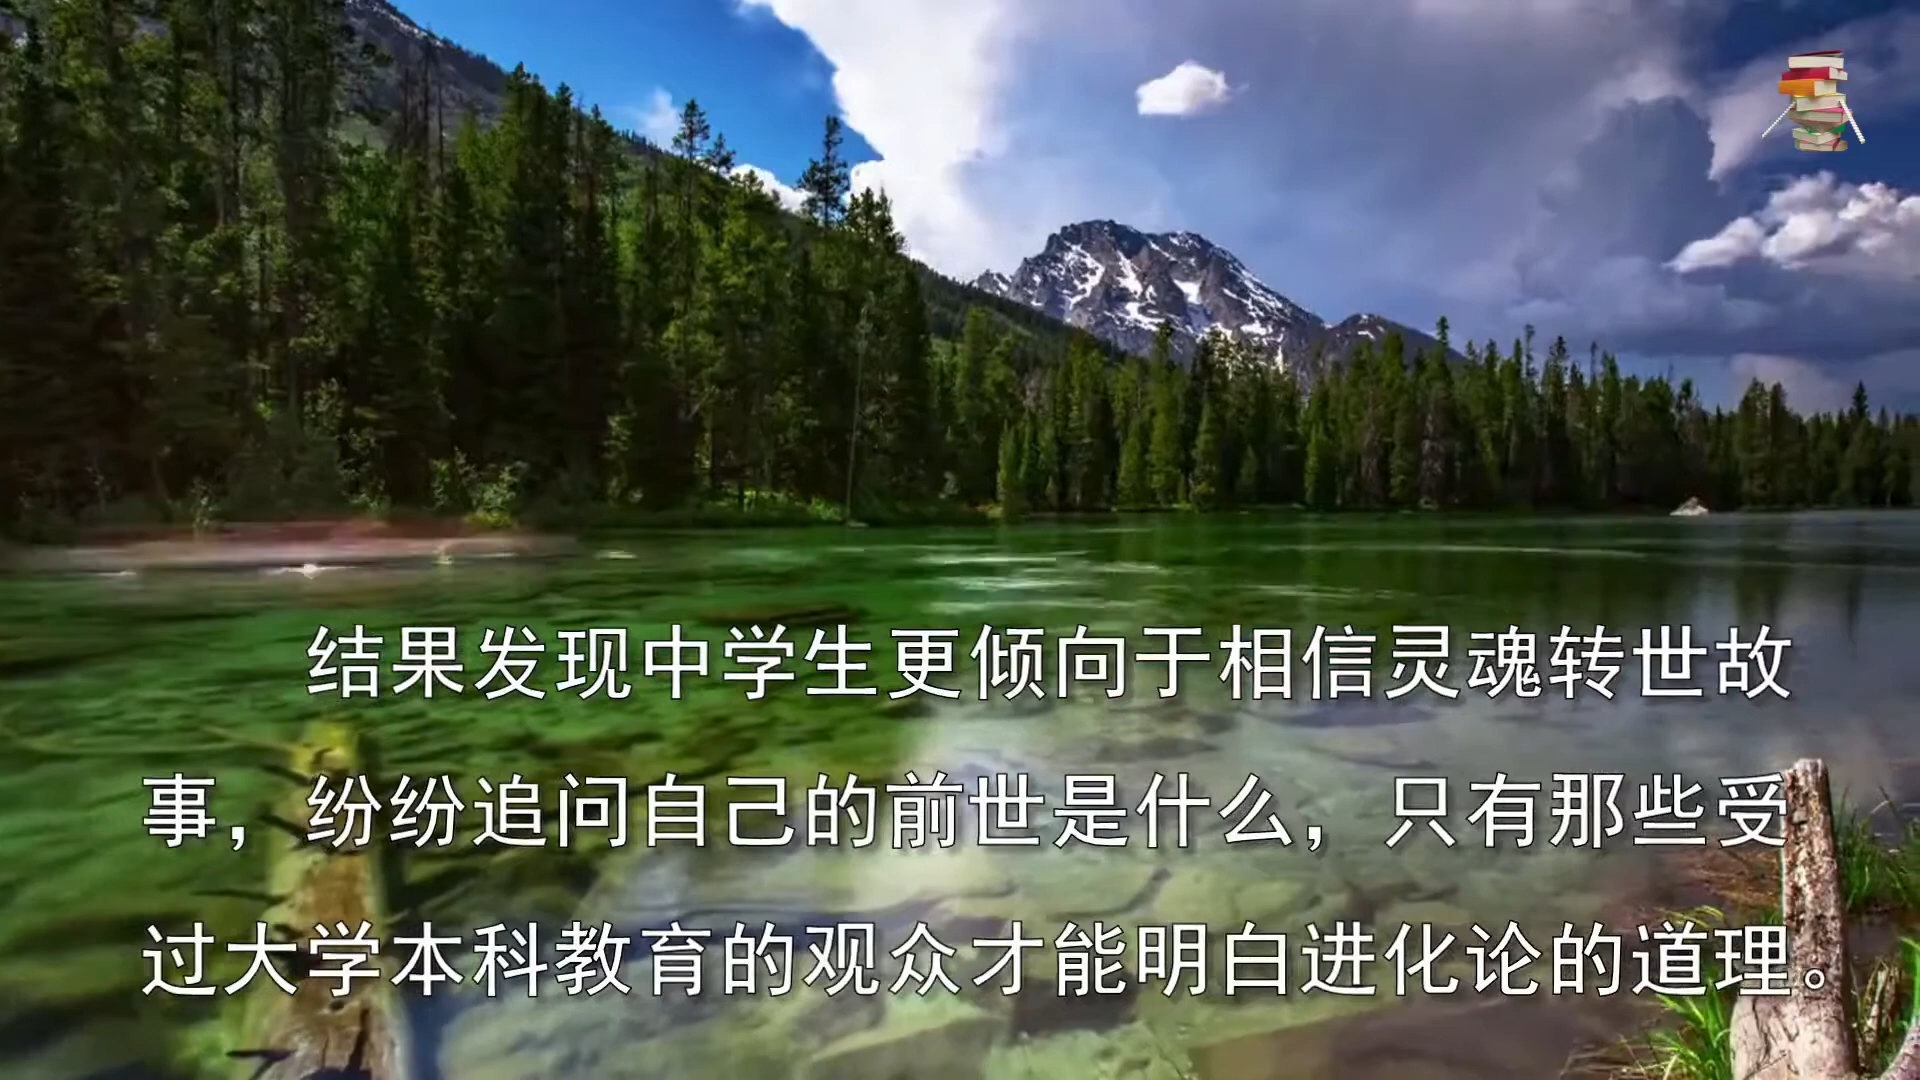 结果发现中学生更倾向于相信灵魂转世故
事，纷纷追问自己的前世是什么，只有那些受
过大学本科教育的观众才能明白进化论的道理。